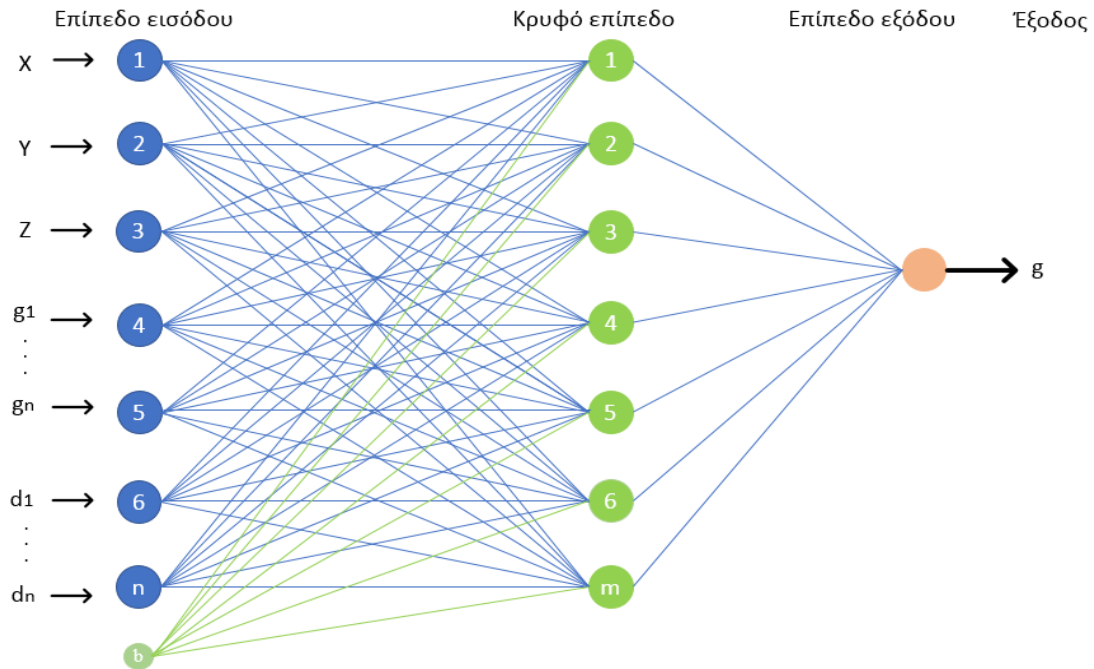 Επίπεδο εισόδου Κρυφό επίπεδο Επίπεδο εξόδου Έξοδος
X 1 1
Y 2 2
Z 3 3
g
g1 4 4
gn 5 5
d1 6 6
dn n m
b